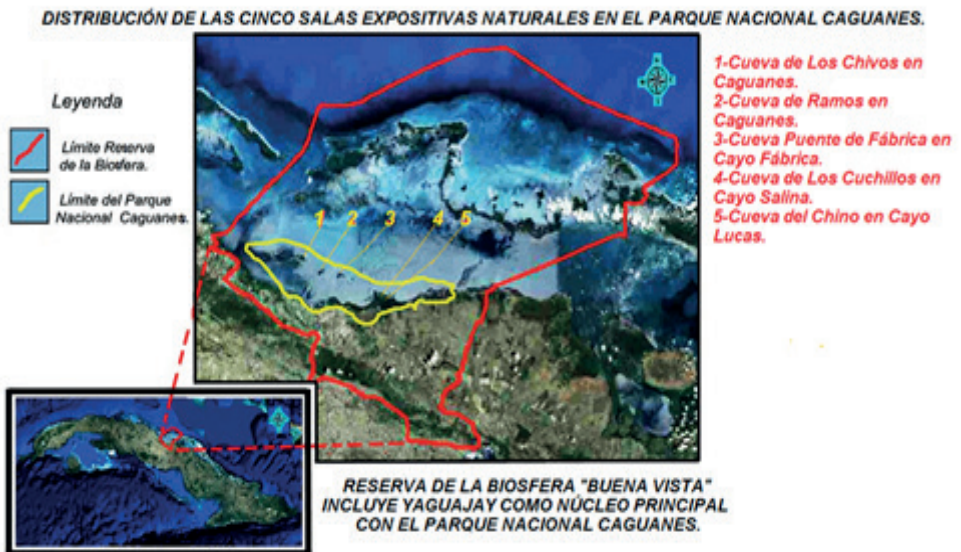 DISTRIBUCIÓN DE LAS CINCO SALAS EXPOSITIVAS NATURALES EN EL PARQUE NACIONAL CAGUANES.
Leyenda
Límite Reserva
de la Biosfera.
Límite del Parque
Nacional Caguanes.
1 2 3 4 5
1-Cueva de Los Chivos en
Caguanes.
2-Cueva de Ramos en
Caguanes.
3-Cueva Puente de Fábrica en
Cayo Fábrica.
4-Cueva de Los Cuchillos en
Cayo Salina.
5-Cueva del Chino en Cayo
Lucas.
RESERVA DE LA BIOSFERA "BUENA VISTA"
INCLUYE YAGUAJAY COMO NÚCLEO PRINCIPAL
CON EL PARQUE NACIONAL CAGUANES.